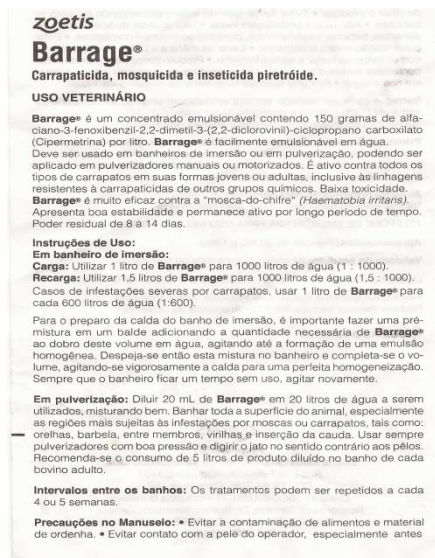 zoetis
Barrage®
Carrapaticida, mosquicida e inseticida piretróide.
USO VETERINÁRIO
Barrage® é um concentrado emulsionável contendo 150 gramas de alfa-
ciano-3-fenoxibenzil-2,2-dimetil-3-(2,2-diclorovinil)-ciclopropano carboxilato
(Cipermetrina) por litro. Barrage® é facilmente emulsionável em água.
Deve ser usado em banheiros de imersão ou em pulverização, podendo ser
aplicado em pulverizadores manuais ou motorizados. É ativo contra todos os
tipos de carrapatos em suas formas jovens ou adultas, inclusive às linhagens
resistentes à carrapaticidas de outros grupos químicos. Baixa toxicidade.
Barrage® é muito eficaz contra a "mosca-do-chifre" (Haematobia irritans).
Apresenta boa estabilidade e permanece ativo por longo período de tempo.
Poder residual de 8 a 14 dias.
Instruções de Uso:
Em banheiro de imersão:
Carga: Utilizar 1 litro de Barrage® para 1000 litros de água (1 : 1000).
Recarga: Utilizar 1,5 litros de Barrage® para 1000 litros de água (1,5 : 1000).
Casos de infestações severas por carrapatos, usar 1 litro de Barrage® para
cada 600 litros de água (1:600).
Para o preparo da calda do banho de imersão, é importante fazer uma pré-
mistura em um balde adicionando a quantidade necessária de Barrage®
ao dobro deste volume em água, agitando até a formação de uma emulsão
homogênea. Despeja-se então esta mistura no banheiro e completa-se o vo-
lume, agitando-se vigorosamente a calda para uma perfeita homogeneização.
Sempre que o banheiro ficar um tempo sem uso, agitar novamente.
Em pulverização: Diluir 20 mL de Barrage® em 20 litros de água a serem
utilizados, misturando bem. Banhar toda a superfície do animal, especialmente
as regiões mais sujeitas às infestações por moscas ou carrapatos, tais como:
orelhas, barbela, entre membros, virilhas e inserção da cauda. Usar sempre
pulverizadores com boa pressão e digirir o jato no sentido contrário aos pêlos.
Recomenda-se o consumo de 5 litros de produto diluído no banho de cada
bovino adulto.
Intervalos entre os banhos: Os tratamentos podem ser repetidos a cada
4 ou 5 semanas.
Precauções no Manuseio: • Evitar a contaminação de alimentos e material
de ordenha. • Evitar contato com a pele do operador, especialmente antes